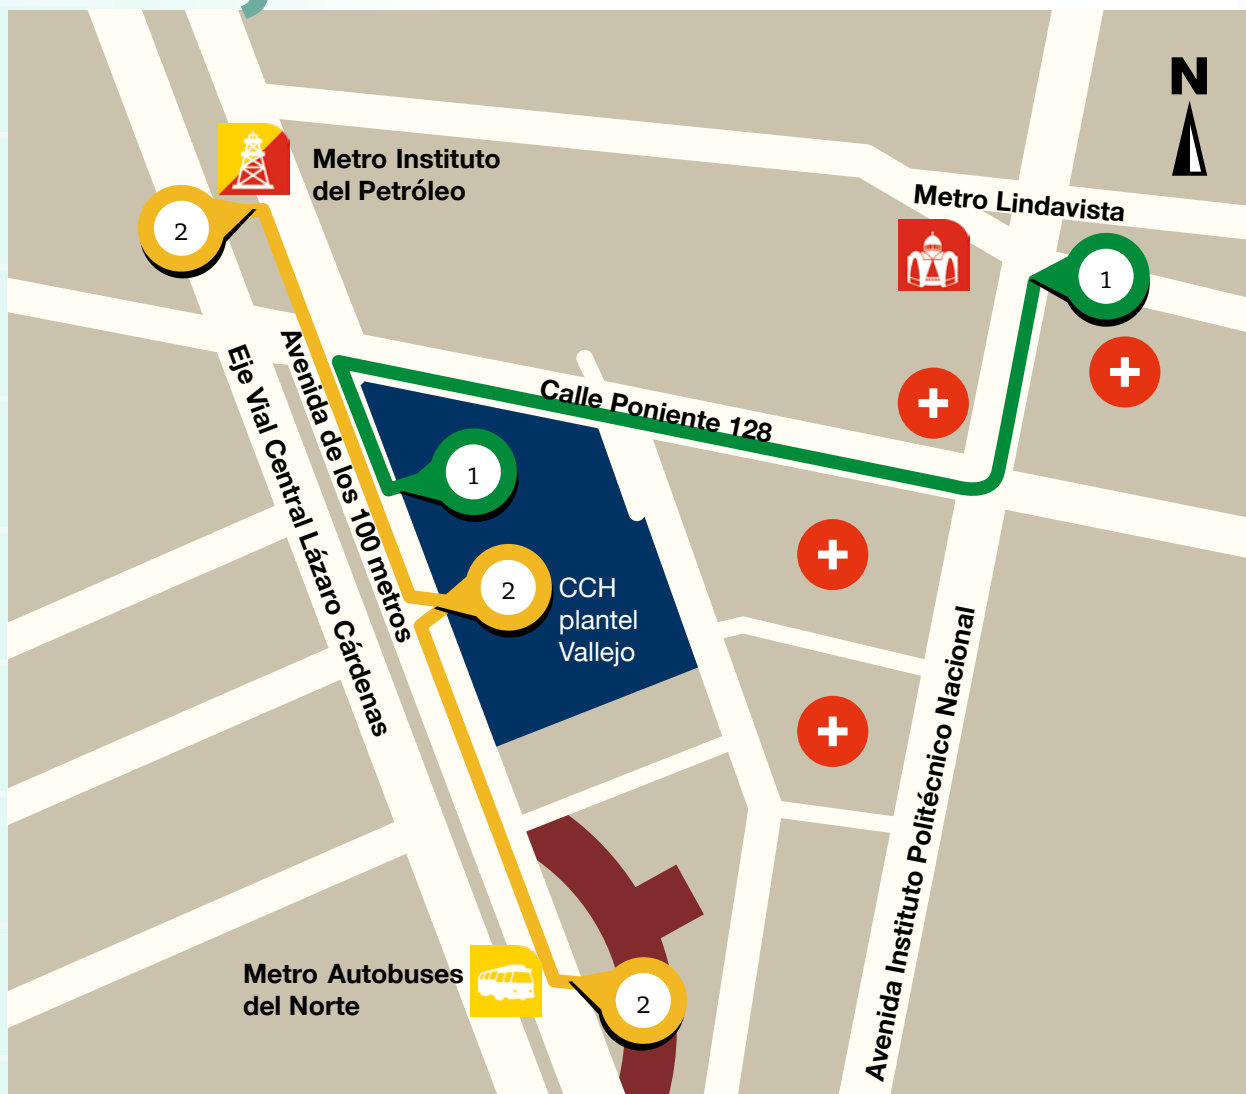 N
Metro Instituto
del Petróleo
Metro Lindavista
2
1
Calle Poniente 128
Avenida de los 100 metros
Eje Vial Central Lázaro Cárdenas
1
2
CCH
plantel
Vallejo
Avenida Instituto Politécnico Nacional
Metro Autobuses
del Norte
2